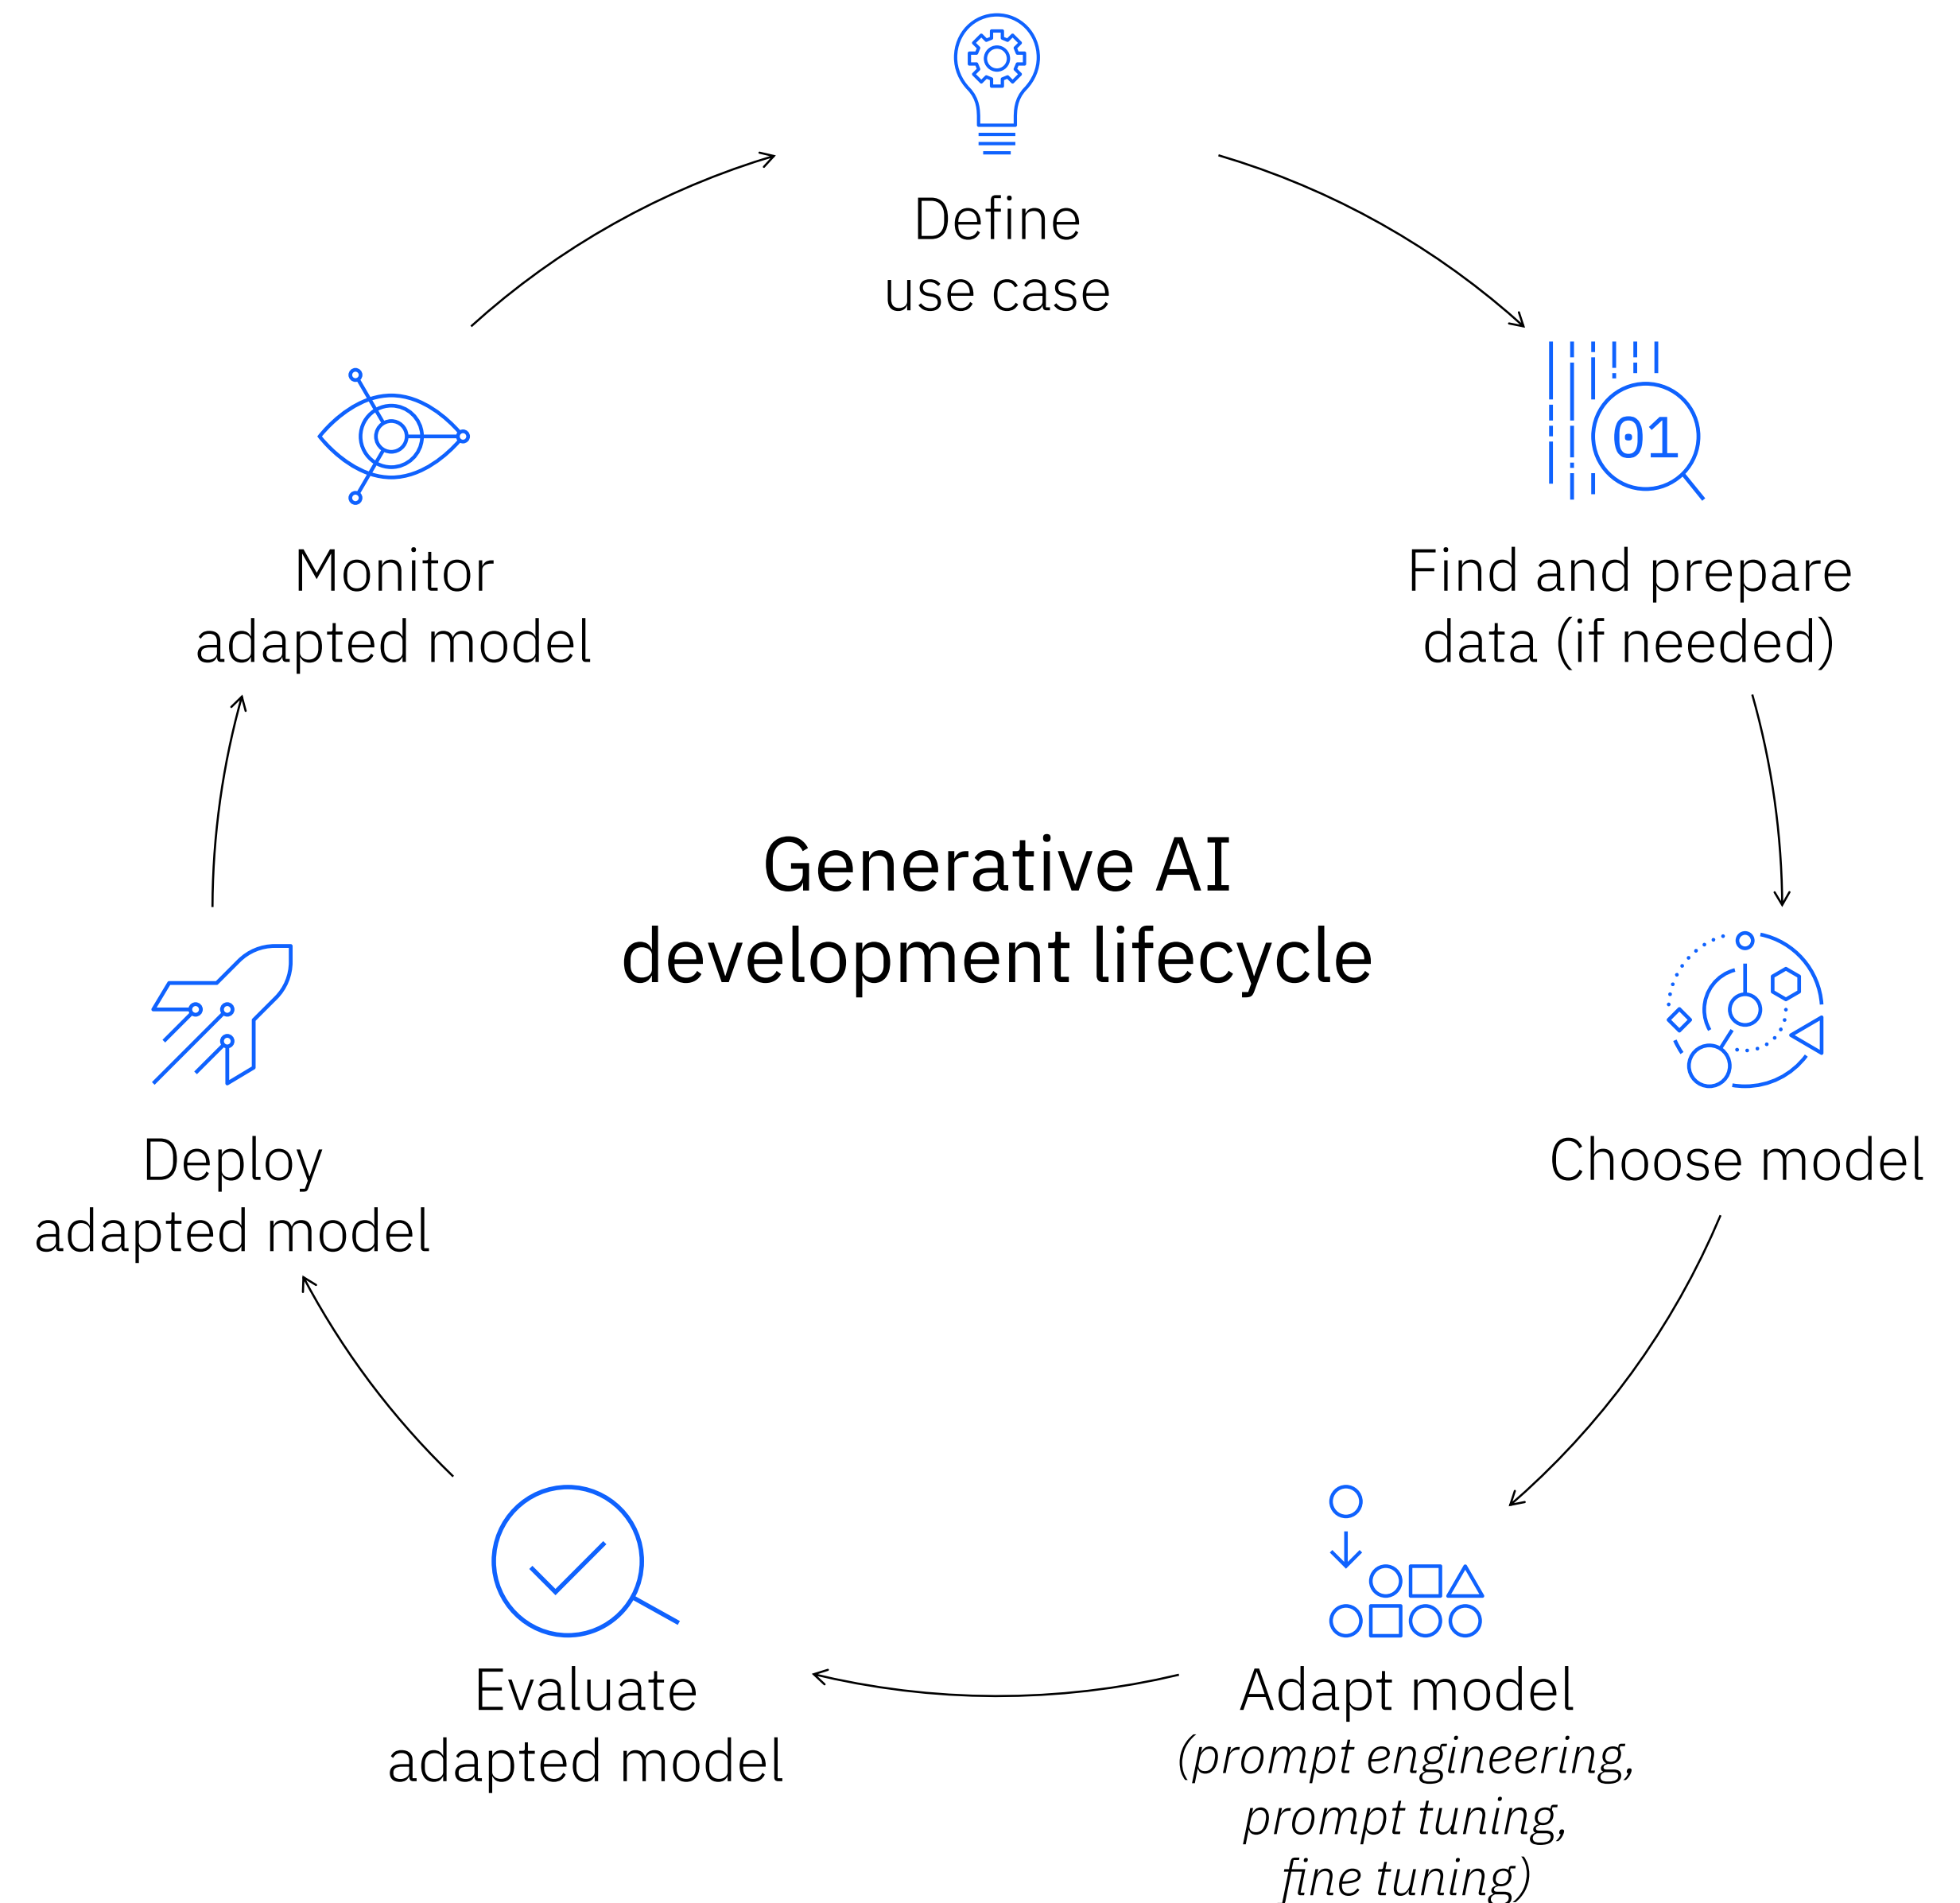 Define
use case
01
Find and prepare
data (if needed)
Monitor
adapted model
Generative AI
development lifecycle
Choose model
Deploy
adapted model
Adapt model
(prompt engineering,
prompt tuning,
fine tuning)
Evaluate
adapted model